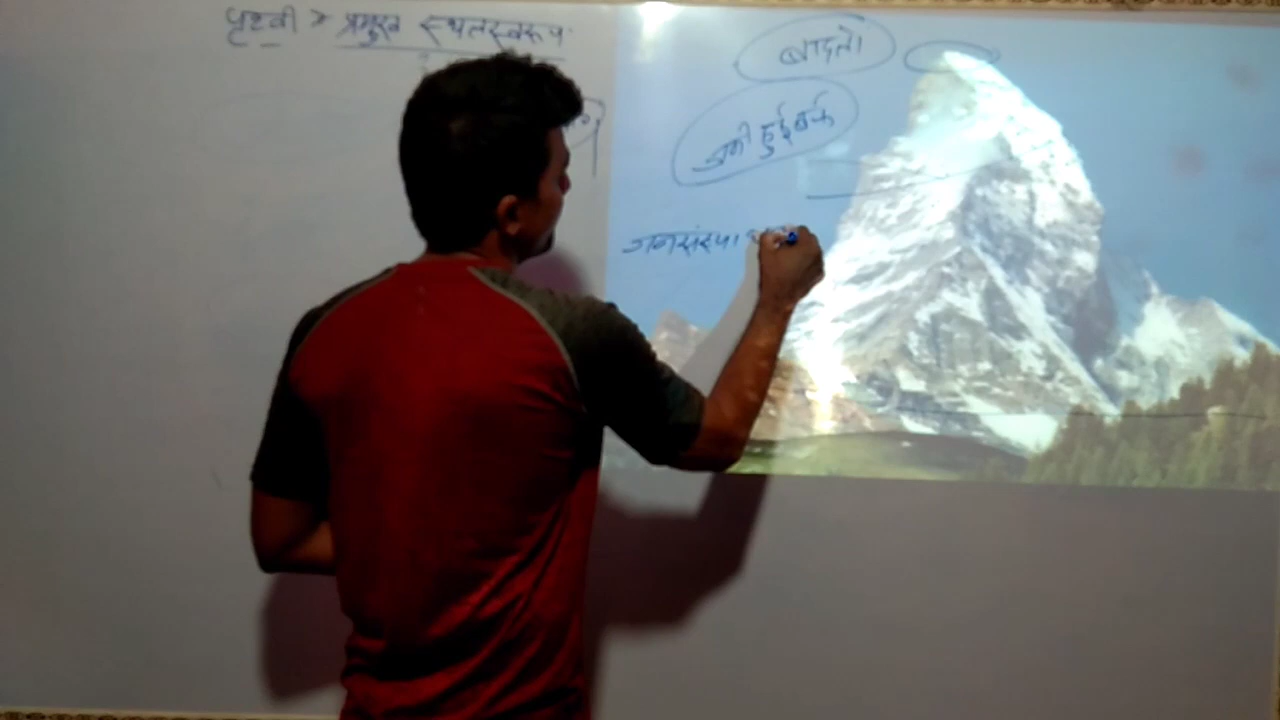 पृथ्वी > प्रमुख स्थलस्वरूप
बादलो
जमी हुई बर्फ
जनसंख्या